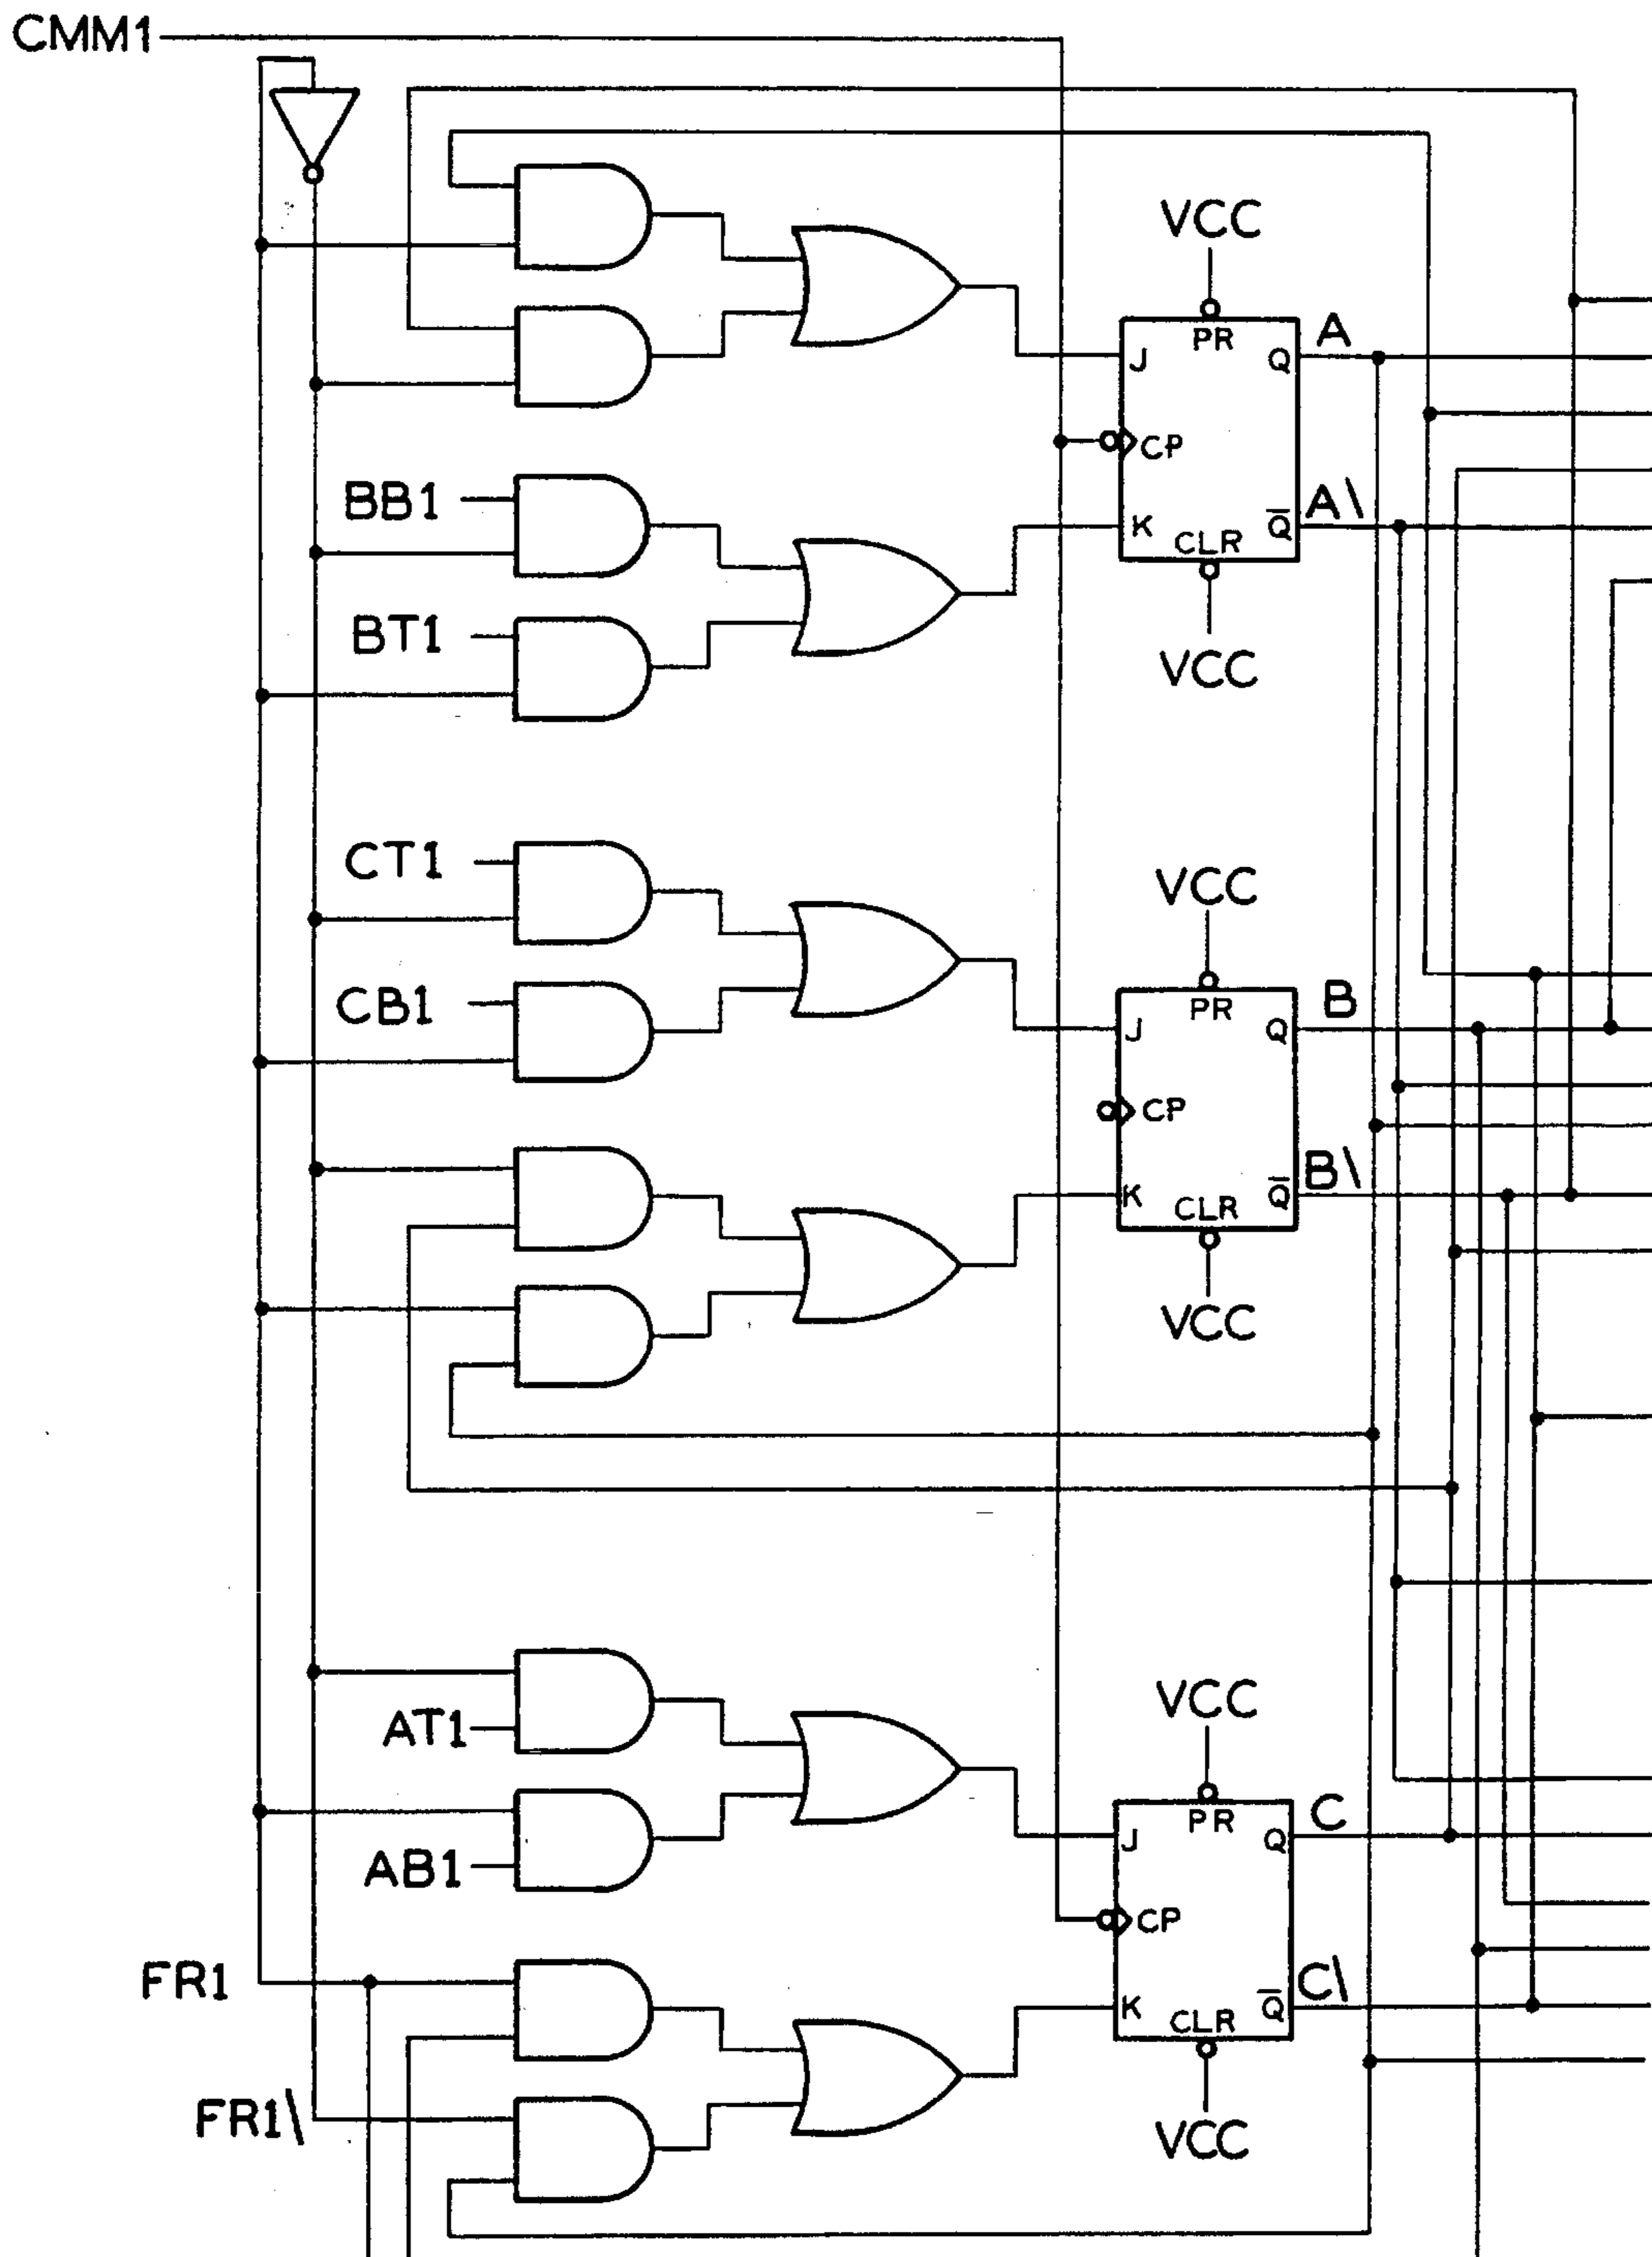 CMM1
VCC
PR
A
J
Q
CP
BB1
A\
K
Q̅
CLR
BT1
VCC
CT1
VCC
CB1
PR
B
J
Q
CP
B\
K
Q̅
CLR
VCC
AT1
VCC
AB1
PR
C
J
Q
CP
FR1
C\
K
Q̅
CLR
FR1\
VCC